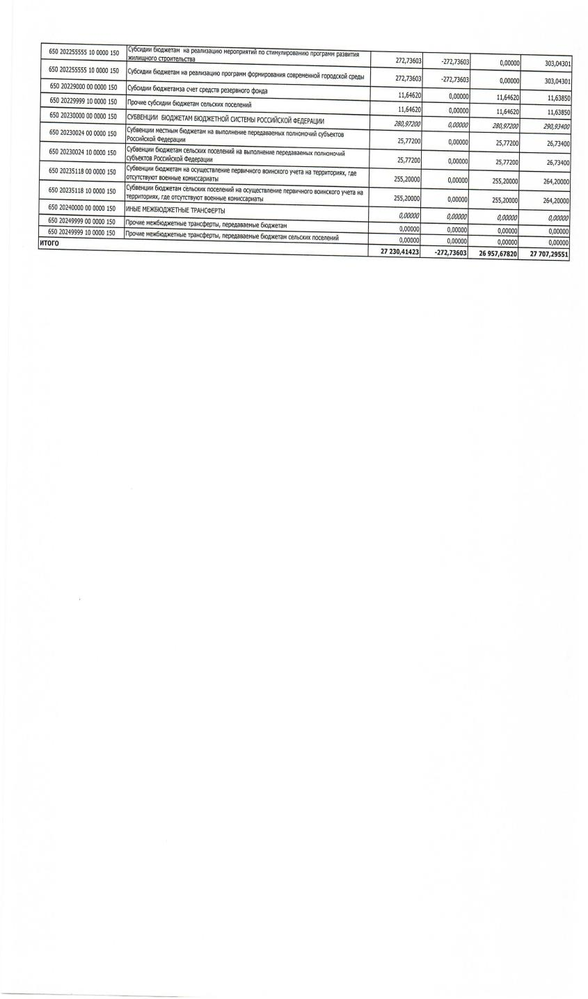 650 202255555 10 0000 150 Субсидии бюджетам на реализацию мероприятий по стимулированию программ развития
жилищного строительства 272,73603 -272,73603 0,00000 303,04301
650 202255555 10 0000 150 Субсидии бюджетам на реализацию программ формирования современной городской среды 272,73603 -272,73603 0,00000 303,04301
650 20229000 00 0000 150 Субсидии бюджетамза счет средств резервного фонда 11,64620 0,00000 11,64620 11,63850
650 20229999 10 0000 150 Прочие субсидии бюджетам сельских поселений 11,64620 0,00000 11,64620 11,63850
650 20230000 00 0000 150 СУБВЕНЦИИ БЮДЖЕТАМ БЮДЖЕТНОЙ СИСТЕМЫ РОССИЙСКОЙ ФЕДЕРАЦИИ 280,97200 0,00000 280,97200 290,93400
650 20230024 00 0000 150 Субвенции местным бюджетам на выполнение передаваемых полномочий субъектов
Российской Федерации 25,77200 0,00000 25,77200 26,73400
650 20230024 10 0000 150 Субвенции бюджетам сельских поселений на выполнение передаваемых полномочий
субъектов Российской Федерации 25,77200 0,00000 25,77200 26,73400
650 20235118 00 0000 150 Субвенции бюджетам на осуществление первичного воинского учета на территориях, где
отсутствуют военные комиссариаты 255,20000 0,00000 255,20000 264,20000
650 20235118 10 0000 150 Субвенции бюджетам сельских поселений на осуществление первичного воинского учета на
территориях, где отсутствуют военные комиссариаты 255,20000 0,00000 255,20000 264,20000
650 20240000 00 0000 150 ИНЫЕ МЕЖБЮДЖЕТНЫЕ ТРАНСФЕРТЫ 0,00000 0,00000 0,00000 0,00000
650 20249999 00 0000 150 Прочие межбюджетные трансферты, передаваемые бюджетам 0,00000 0,00000 0,00000 0,00000
650 20249999 10 0000 150 Прочие межбюджетные трансферты, передаваемые бюджетам сельских поселений 0,00000 0,00000 0,00000 0,00000
ИТОГО 27 230,41423 -272,73603 26 957,67820 27 707,29551